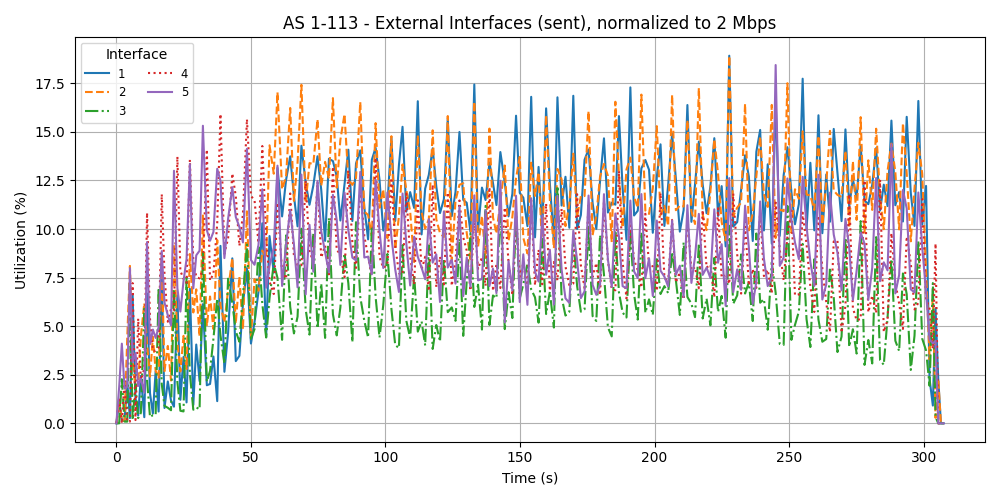 AS 1-113 - External Interfaces (sent), normalized to 2 Mbps
Interface
1
2
3
4
5
Utilization (%)
17.5
15.0
12.5
10.0
7.5
5.0
2.5
0.0
0 50 100 150 200 250 300
Time (s)